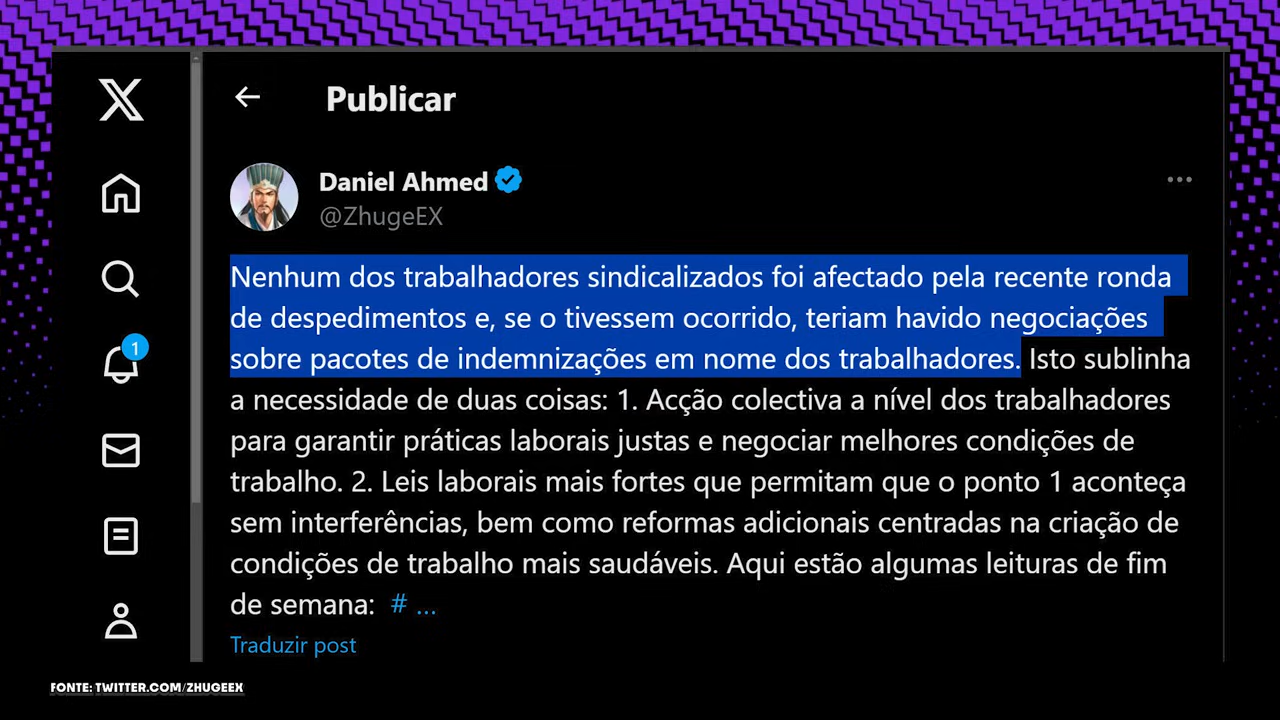 Publicar
Daniel Ahmed
@ZhugeEX
Nenhum dos trabalhadores sindicalizados foi afectado pela recente ronda
de despedimentos e, se o tivessem ocorrido, teriam havido negociações
sobre pacotes de indemnizações em nome dos trabalhadores. Isto sublinha
a necessidade de duas coisas: 1. Acção colectiva a nível dos trabalhadores
para garantir práticas laborais justas e negociar melhores condições de
trabalho. 2. Leis laborais mais fortes que permitam que o ponto 1 aconteça
sem interferências, bem como reformas adicionais centradas na criação de
condições de trabalho mais saudáveis. Aqui estão algumas leituras de fim
de semana: # ...
Traduzir post
1
FONTE: TWITTER.COM/ZHUGEEX